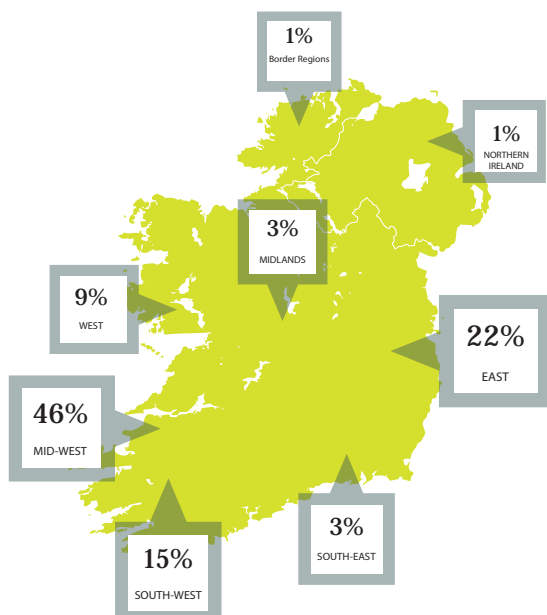 1%
Border Regions
1%
NORTHERN
IRELAND
3%
MIDLANDS
9%
WEST
22%
EAST
46%
MID-WEST
3%
SOUTH-EAST
15%
SOUTH-WEST